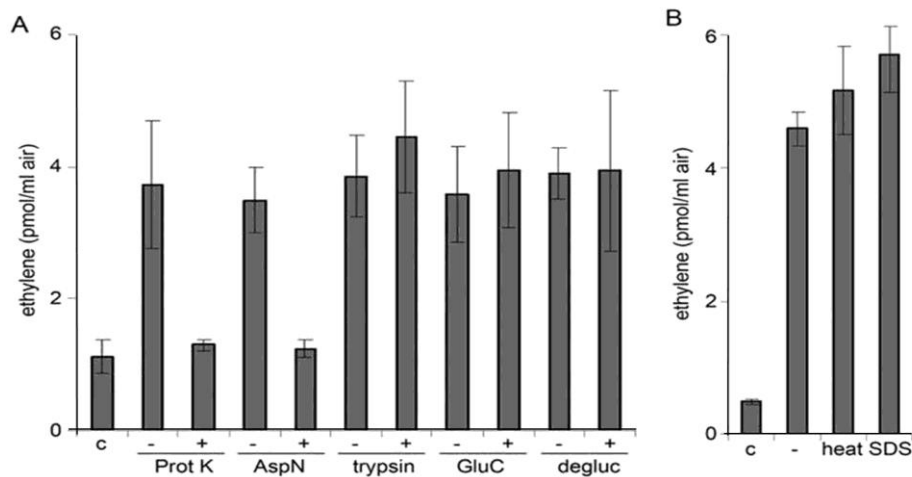 A
ethylene (pmol/ml air)
6
4
2
0
c - + - + - + - + - +
Prot K AspN trypsin GluC degluc
B
ethylene (pmol/ml air)
6
4
2
0
c - heat SDS